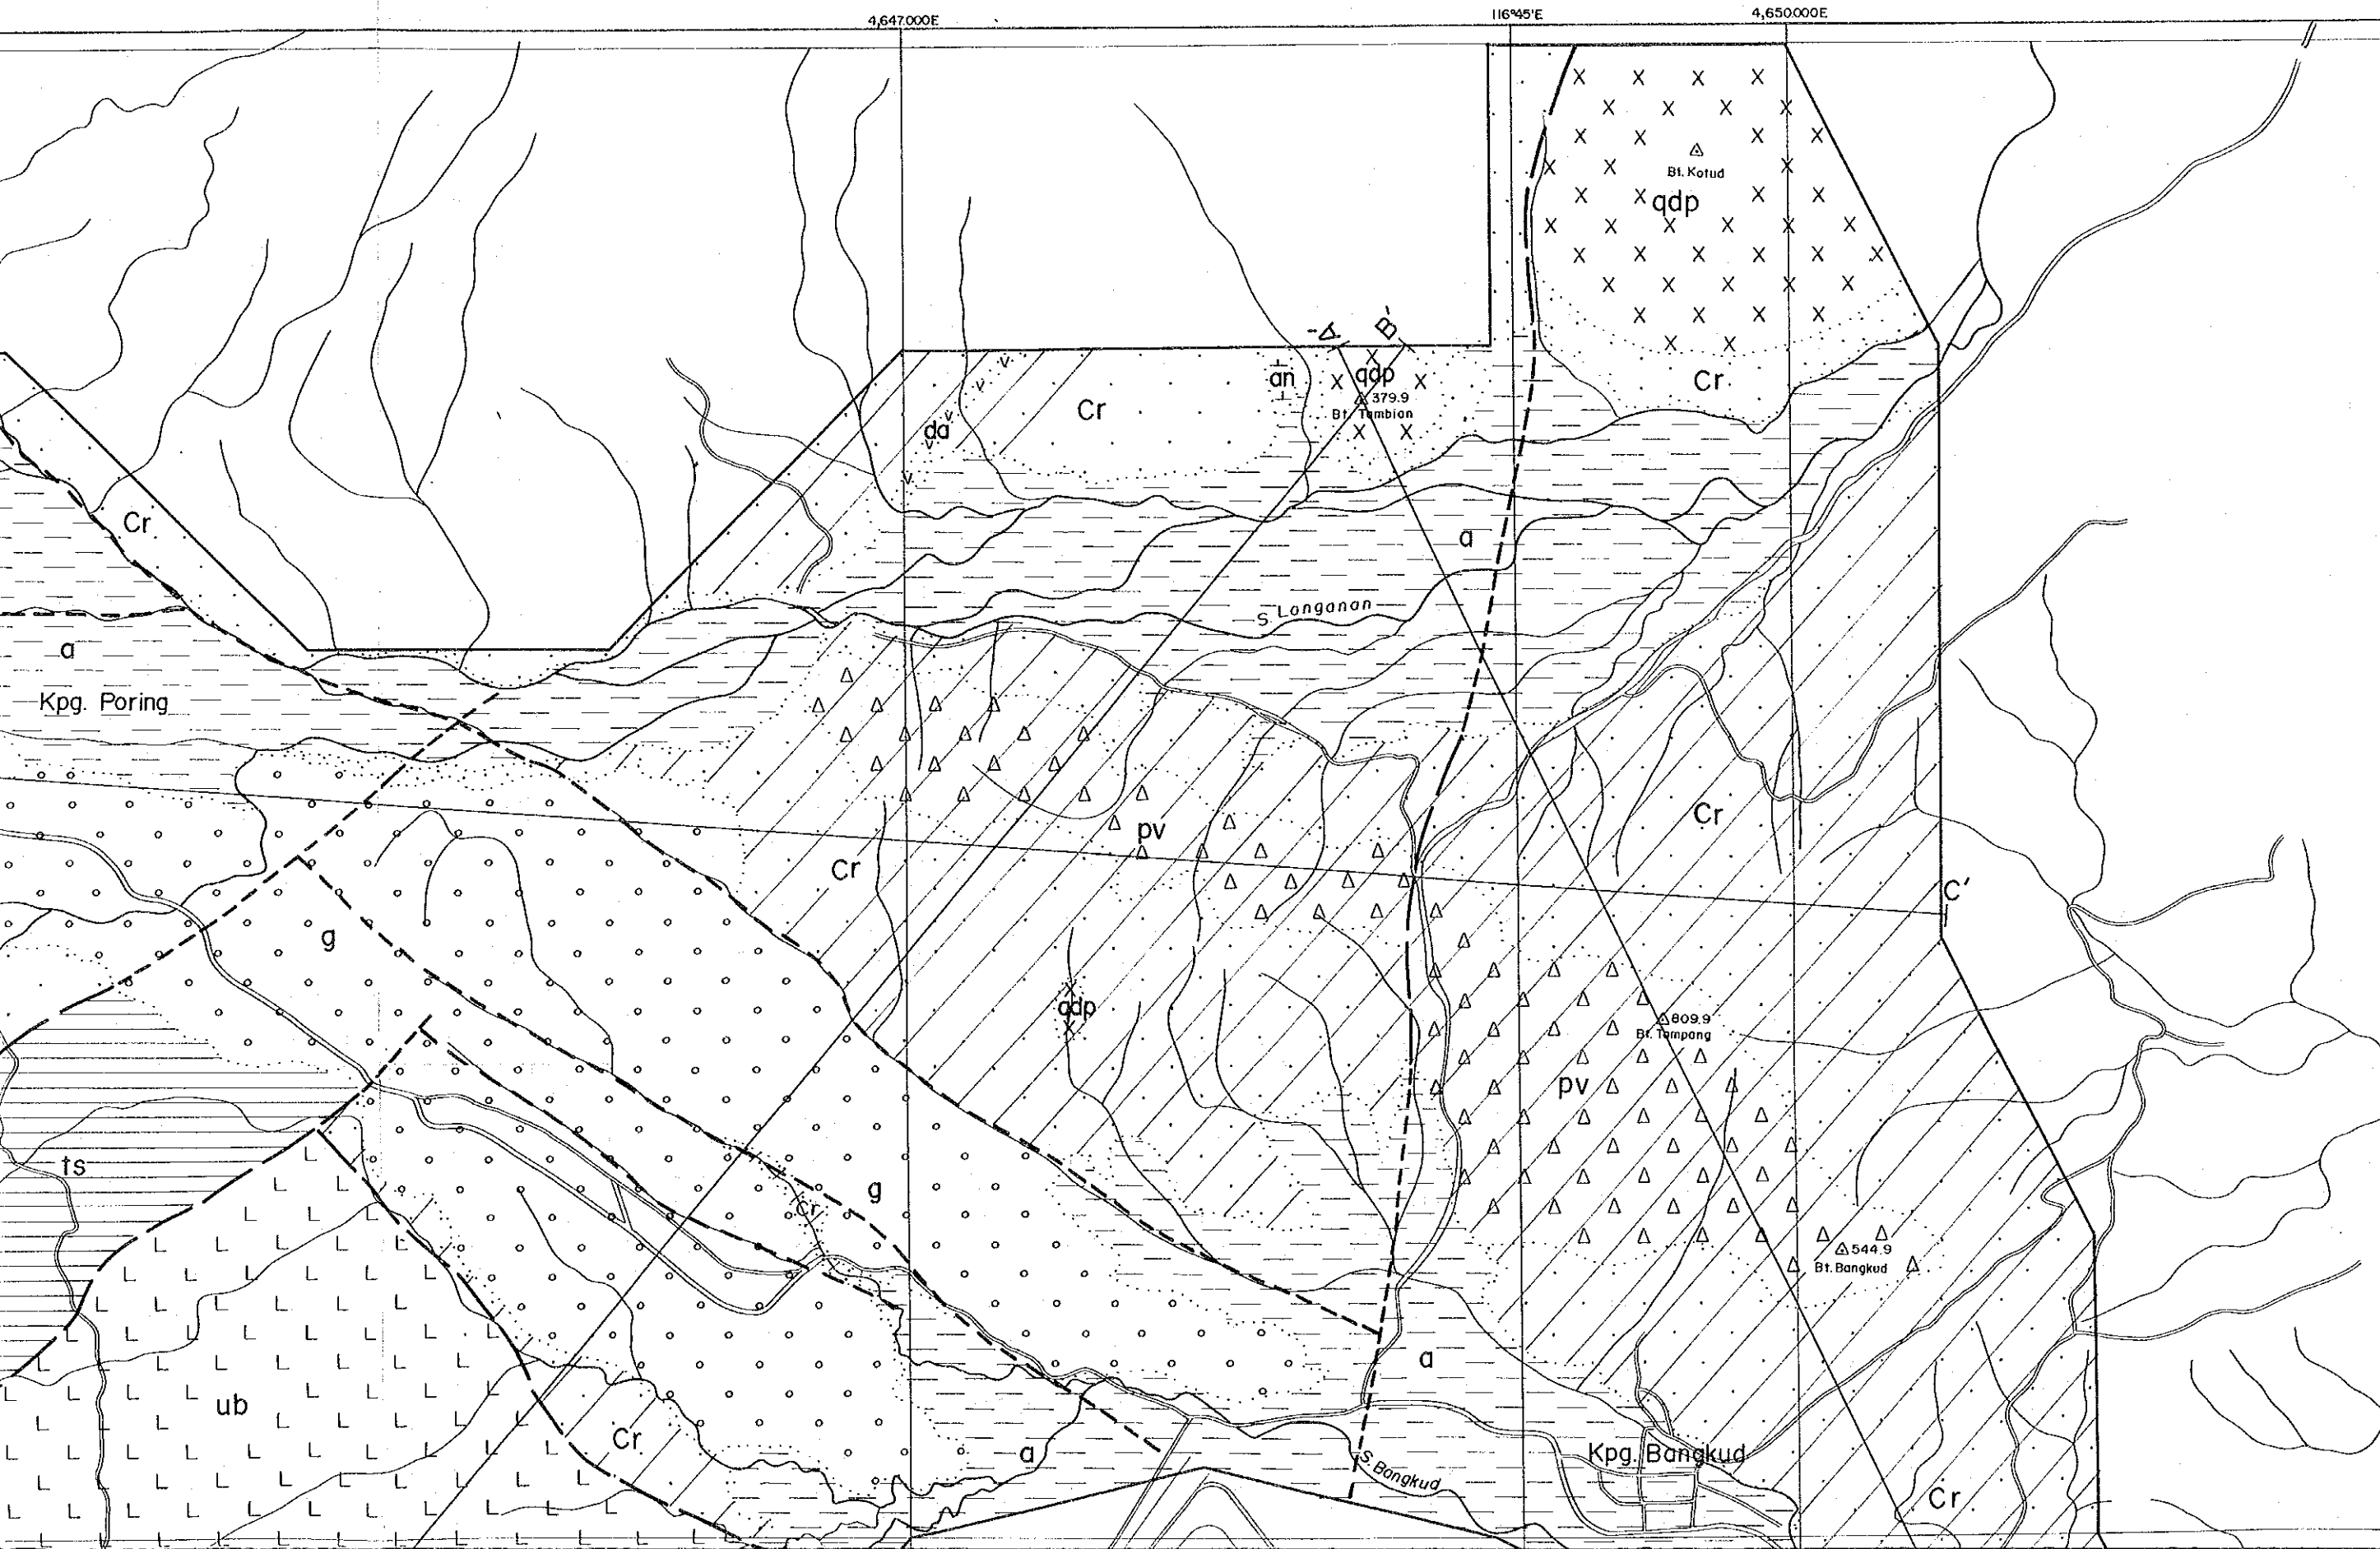 4,647.000E
116°45'E
4,650.000E
Bt. Kotud
qdp
A'
B'
an
qdp
379.9
Bt. Tambian
Cr
Cr
da
Cr
a
S. Langanan
a
Kpg. Poring
pv
Cr
Cr
C'
g
qdp
809.9
Bt. Tampang
pv
ts
g
Cr
544.9
Bt. Bangkud
a
ub
Cr
a
Kpg. Bangkud
S. Bangkud
Cr